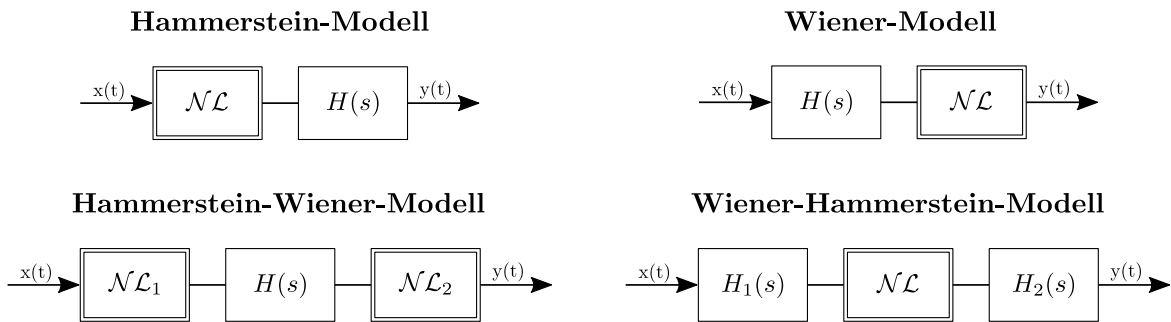 Hammerstein-Modell
x(t) 𝒩ℒ H(s) y(t)
Wiener-Modell
x(t) H(s) 𝒩ℒ y(t)
Hammerstein-Wiener-Modell
x(t) 𝒩ℒ₁ H(s) 𝒩ℒ₂ y(t)
Wiener-Hammerstein-Modell
x(t) H₁(s) 𝒩ℒ H₂(s) y(t)